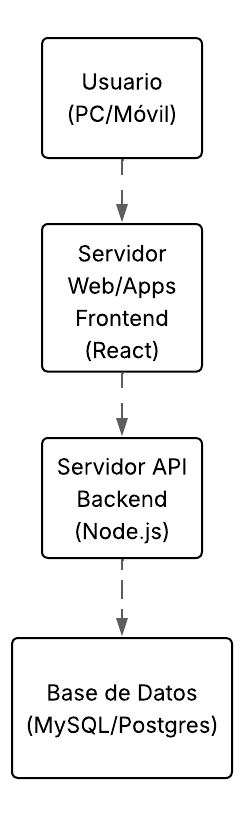 Usuario
(PC/Móvil)
Servidor
Web/Apps
Frontend
(React)
Servidor API
Backend
(Node.js)
Base de Datos
(MySQL/Postgres)